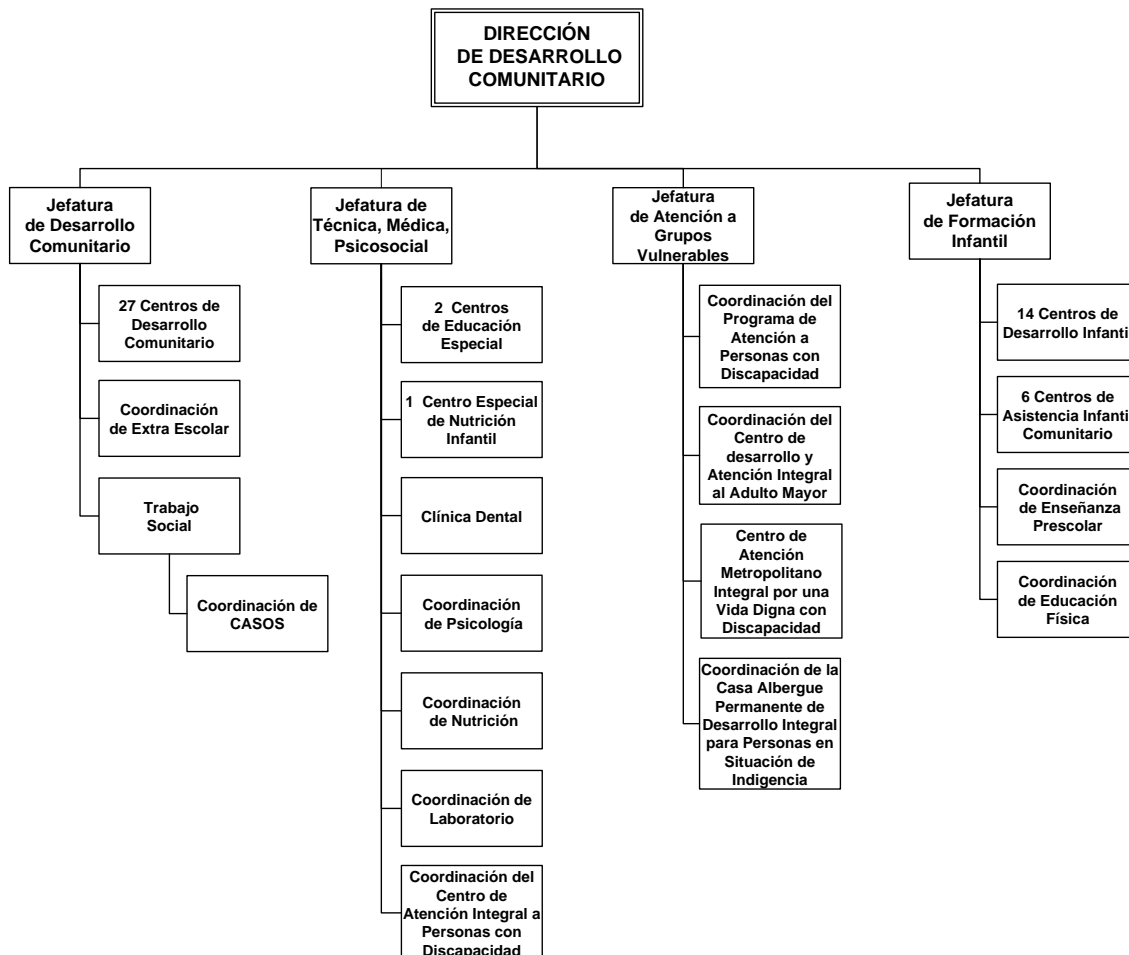 DIRECCIÓN
DE DESARROLLO
COMUNITARIO
Jefatura
de Desarrollo
Comunitario
27 Centros de
Desarrollo
Comunitario
Coordinación
de Extra Escolar
Trabajo
Social
Coordinación de
CASOS
Jefatura de
Técnica, Médica,
Psicosocial
2 Centros
de Educación
Especial
1 Centro Especial
de Nutrición
Infantil
Clínica Dental
Coordinación
de Psicología
Coordinación
de Nutrición
Coordinación de
Laboratorio
Coordinación del
Centro de
Atención Integral a
Personas con
Discapacidad
Jefatura
de Atención a
Grupos
Vulnerables
Coordinación del
Programa de
Atención a
Personas con
Discapacidad
Coordinación del
Centro de
desarrollo y
Atención Integral
al Adulto Mayor
Centro de
Atención
Metropolitano
Integral por una
Vida Digna con
Discapacidad
Coordinación de la
Casa Albergue
Permanente de
Desarrollo Integral
para Personas en
Situación de
Indigencia
Jefatura
de Formación
Infantil
14 Centros de
Desarrollo Infantil
6 Centros de
Asistencia Infantil
Comunitario
Coordinación
de Enseñanza
Prescolar
Coordinación
de Educación
Física